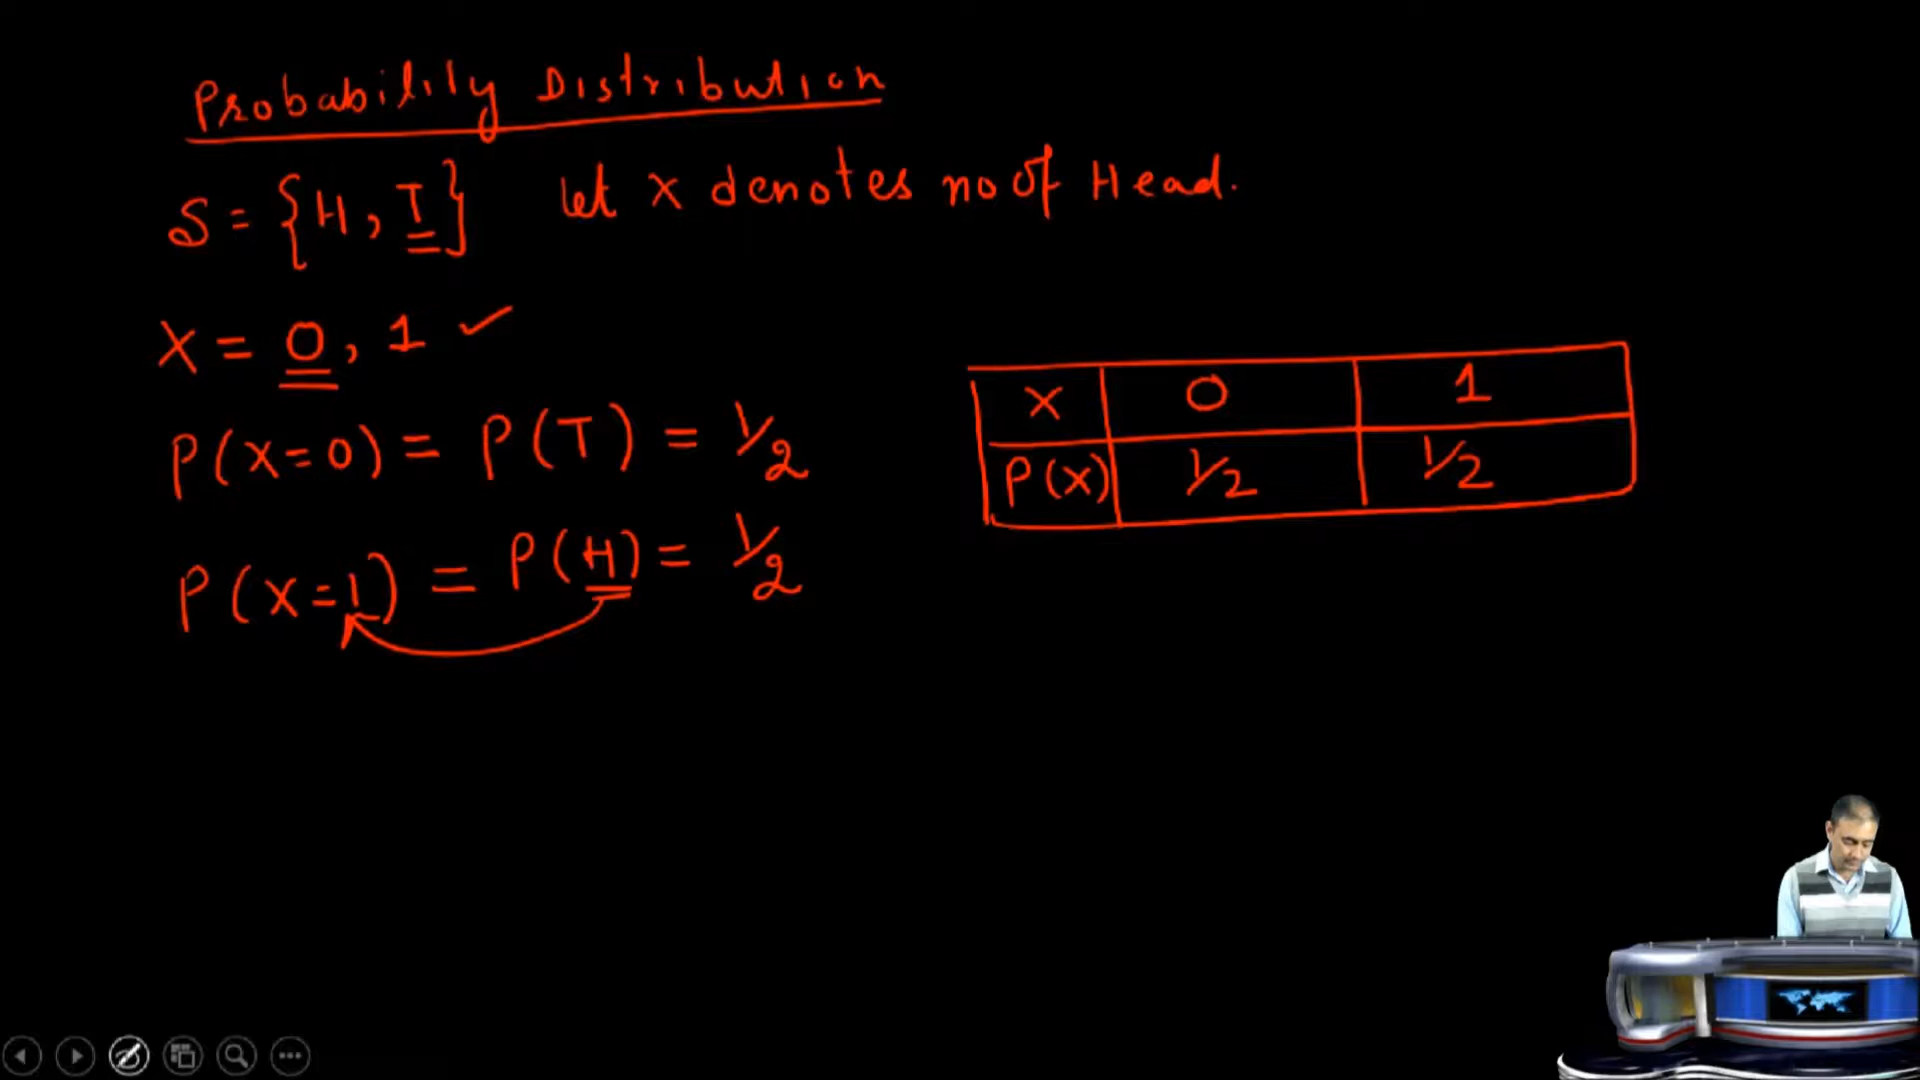 Probability Distribution
S = {H, T} let X denotes no of Head.
X = 0, 1 ✓
P(X=0) = P(T) = 1/2
P(X=1) = P(H) = 1/2
X 0 1
P(X) 1/2 1/2